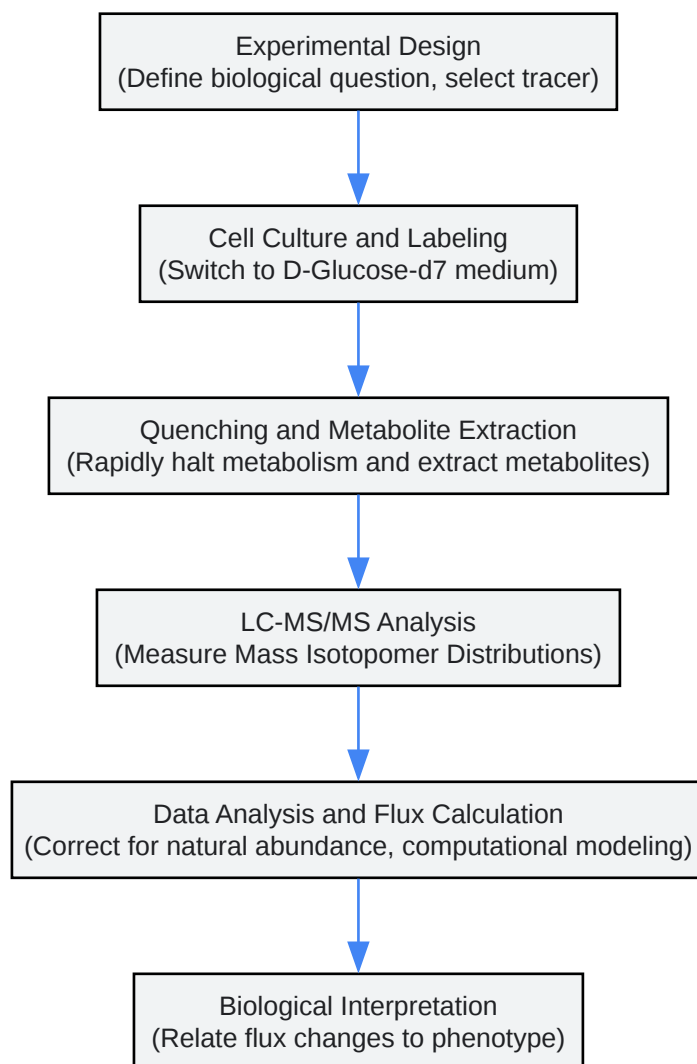 Experimental Design
(Define biological question, select tracer)
Cell Culture and Labeling
(Switch to D-Glucose-d7 medium)
Quenching and Metabolite Extraction
(Rapidly halt metabolism and extract metabolites)
LC-MS/MS Analysis
(Measure Mass Isotopomer Distributions)
Data Analysis and Flux Calculation
(Correct for natural abundance, computational modeling)
Biological Interpretation
(Relate flux changes to phenotype)